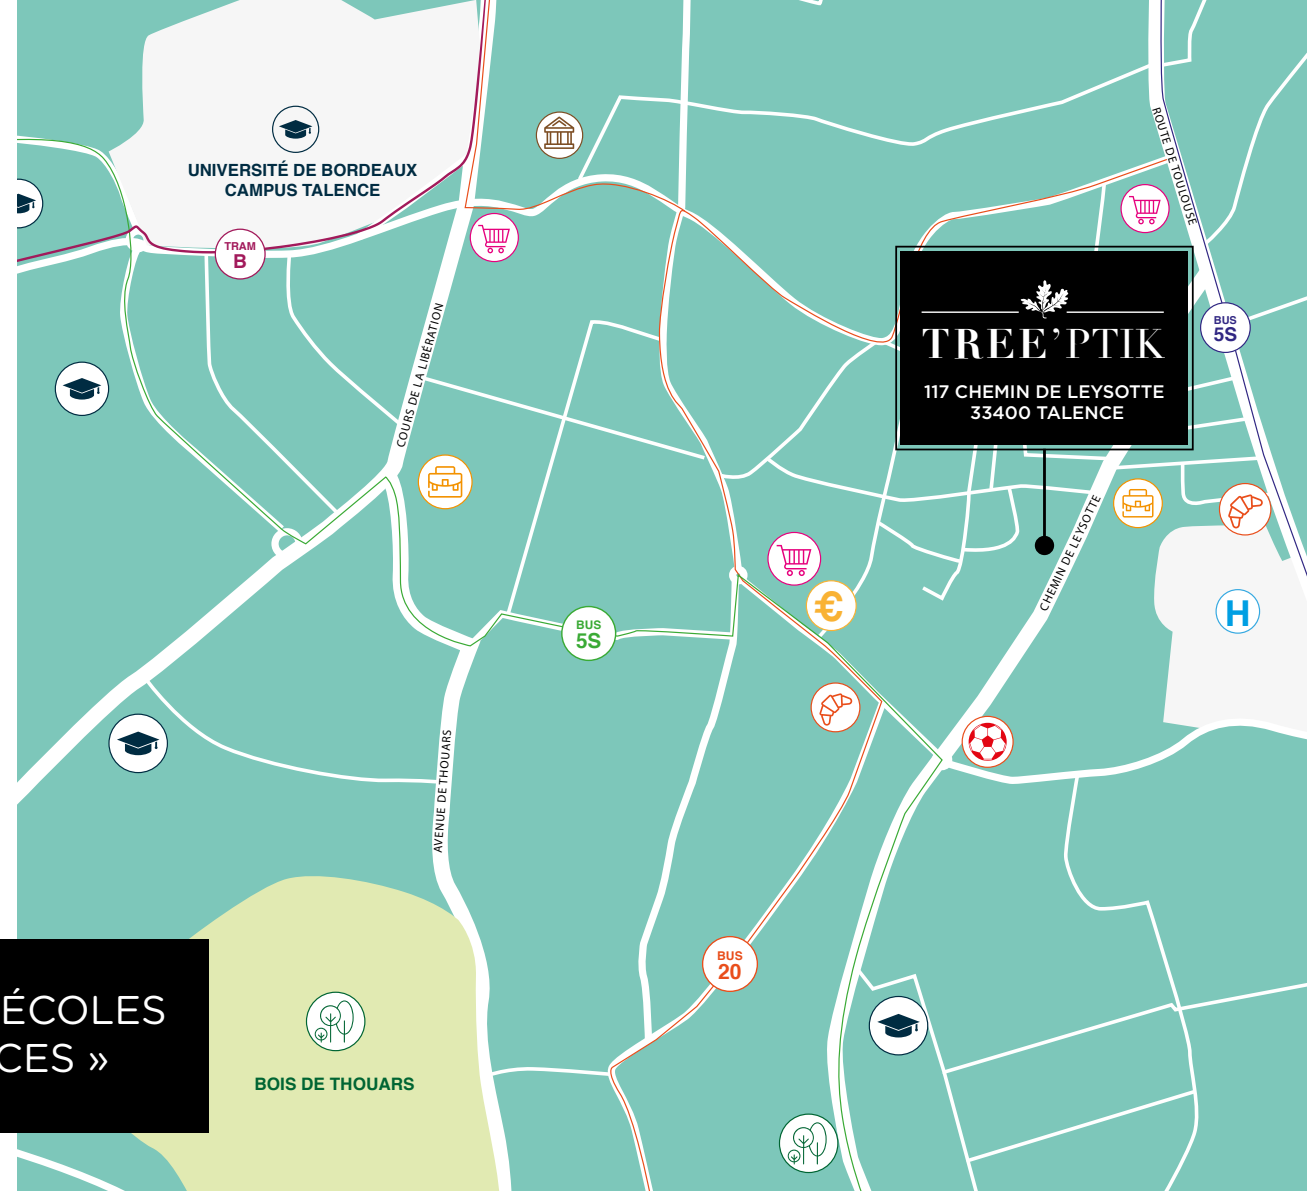 UNIVERSITÉ DE BORDEAUX
CAMPUS TALENCE
TRAM
B
ROUTE DE TOULOUSE
COURS DE LA LIBÉRATION
TREE’PTIK
117 CHEMIN DE LEYSOTTE
33400 TALENCE
BUS
5S
CHEMIN DE LEYSOTTE
€
H
BUS
5S
AVENUE DE THOUARS
BUS
20
ÉCOLES
CES »
BOIS DE THOUARS